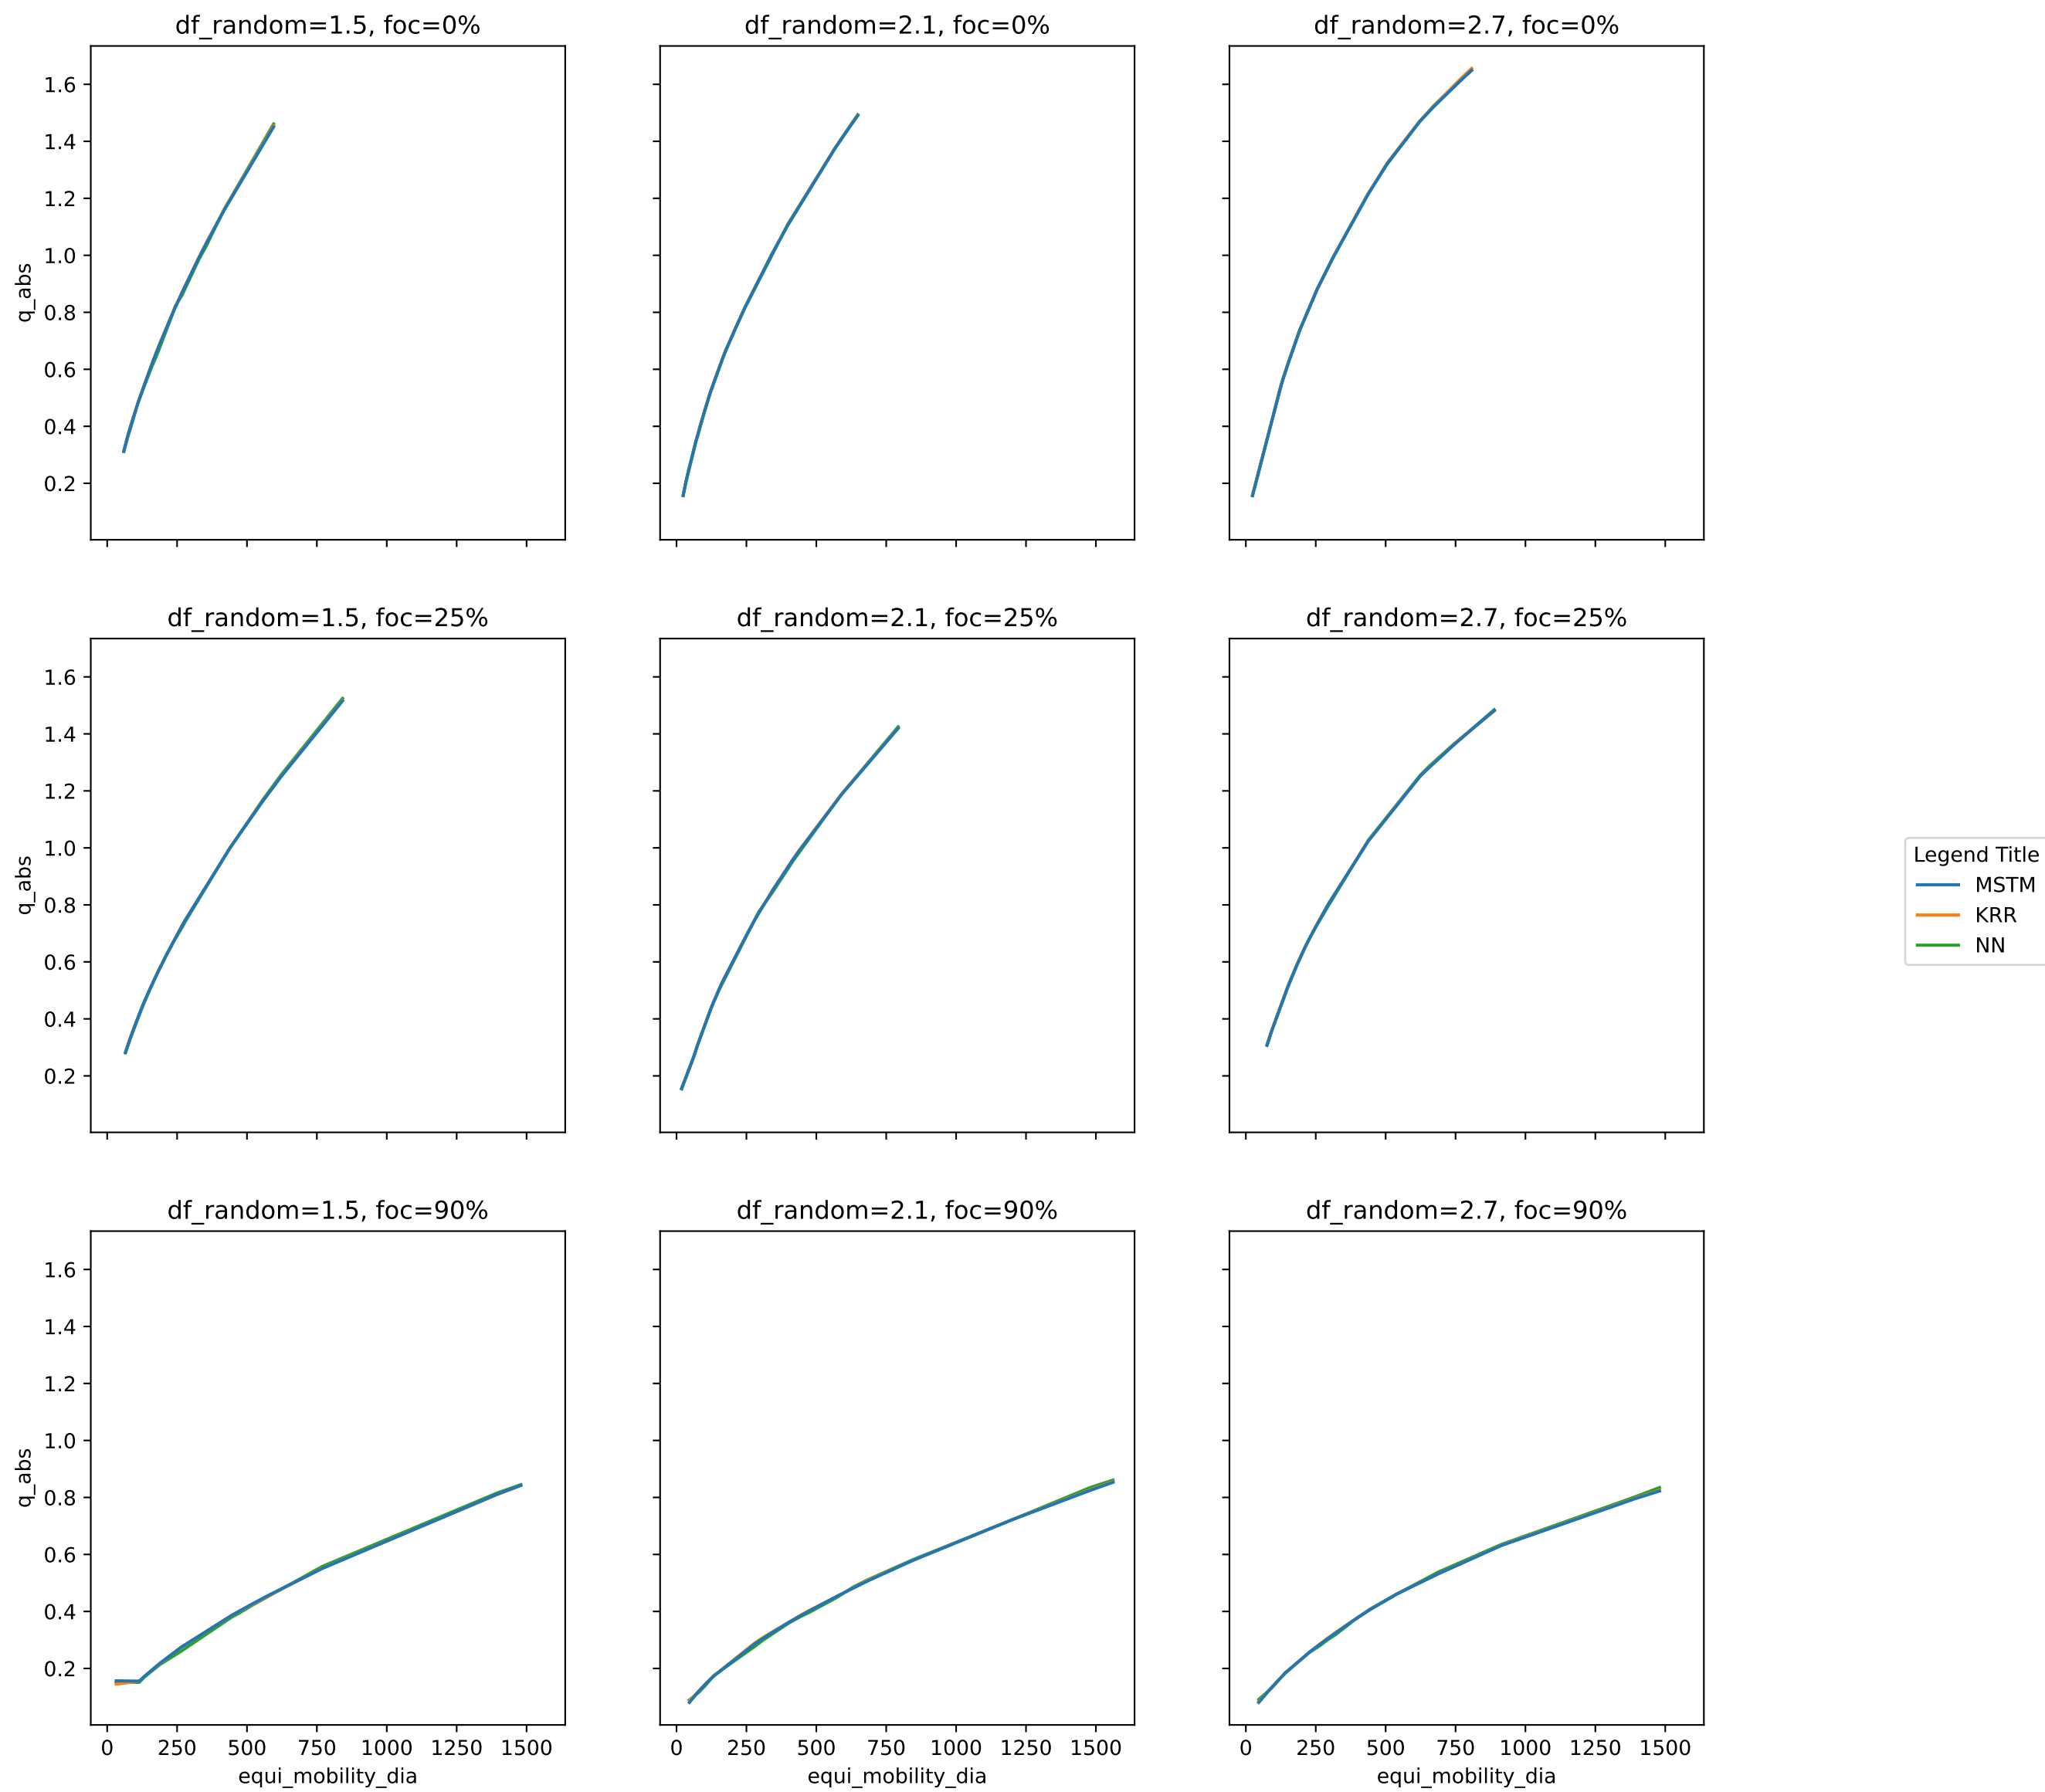 df_random=1.5, foc=0%
df_random=2.1, foc=0%
df_random=2.7, foc=0%
1.6
1.4
1.2
1.0
0.8
0.6
0.4
0.2
q_abs
df_random=1.5, foc=25%
df_random=2.1, foc=25%
df_random=2.7, foc=25%
1.6
1.4
1.2
1.0
0.8
0.6
0.4
0.2
q_abs
Legend Title
MSTM
KRR
NN
df_random=1.5, foc=90%
df_random=2.1, foc=90%
df_random=2.7, foc=90%
1.6
1.4
1.2
1.0
0.8
0.6
0.4
0.2
q_abs
0 250 500 750 1000 1250 1500
0 250 500 750 1000 1250 1500
0 250 500 750 1000 1250 1500
equi_mobility_dia
equi_mobility_dia
equi_mobility_dia